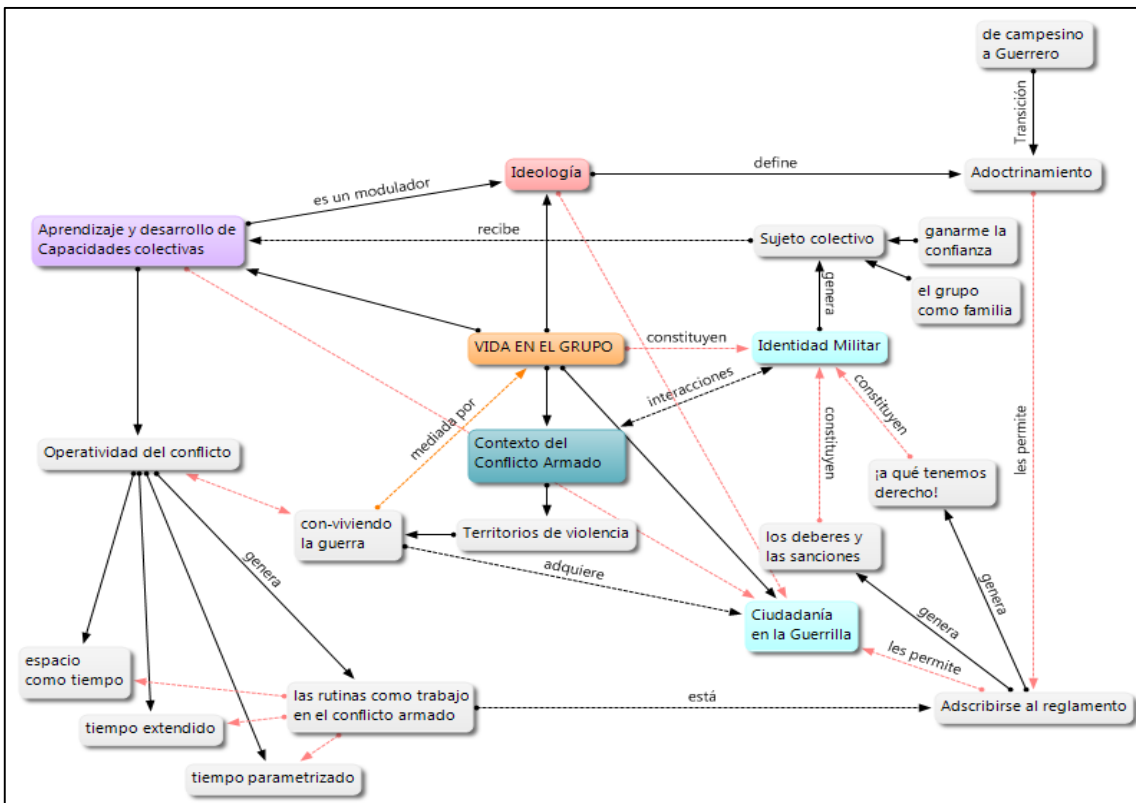 de campesino
a Guerrero
Transición
Ideología
define
Adoctrinamiento
es un modulador
Aprendizaje y desarrollo de
Capacidades colectivas
recibe
Sujeto colectivo
ganarme la
confianza
el grupo
como familia
genera
VIDA EN EL GRUPO
constituyen
Identidad Militar
interacciones
mediada por
constituyen
constituyen
les permite
Operatividad del conflicto
Contexto del
Conflicto Armado
¡a qué tenemos
derecho!
con-viviendo
la guerra
Territorios de violencia
los deberes y
las sanciones
genera
adquiere
genera
genera
Ciudadanía
en la Guerrilla
les permite
espacio
como tiempo
las rutinas como trabajo
en el conflicto armado
está
Adscribirse al reglamento
tiempo extendido
tiempo parametrizado